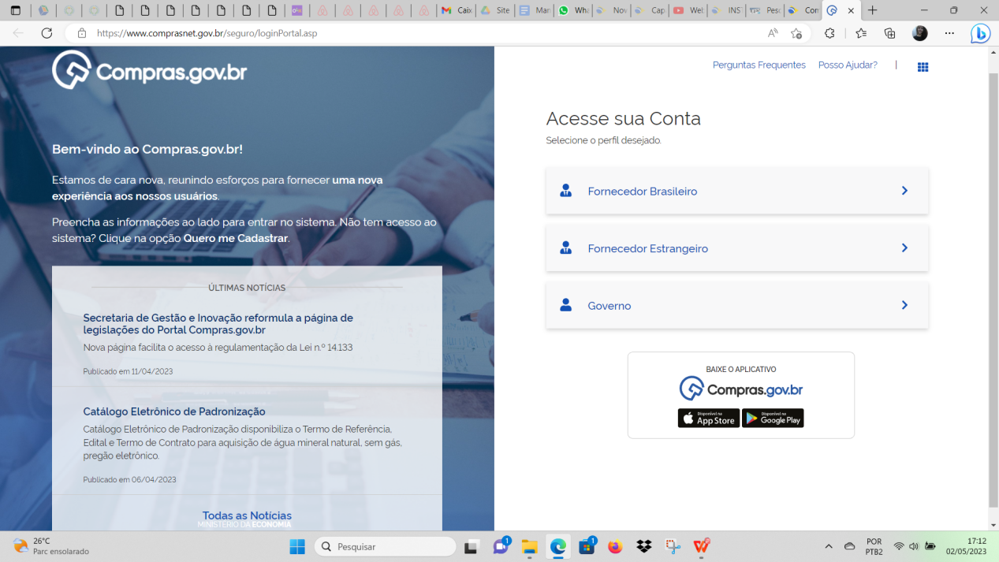 Caix
Site
Man
Wha
Nov
Cap
Web
INS
Pesc
Con
https://www.comprasnet.gov.br/seguro/loginPortal.asp
Compras.gov.br
Perguntas Frequentes Posso Ajudar?
Bem-vindo ao Compras.gov.br!
Estamos de cara nova, reunindo esforços para fornecer uma nova
experiência aos nossos usuários.
Preencha as informações ao lado para entrar no sistema. Não tem acesso ao
sistema? Clique na opção Quero me Cadastrar.
ÚLTIMAS NOTÍCIAS
Secretaria de Gestão e Inovação reformula a página de
legislações do Portal Compras.gov.br
Nova página facilita o acesso à regulamentação da Lei n.º 14.133
Publicado em 11/04/2023
Catálogo Eletrônico de Padronização
Catálogo Eletrônico de Padronização disponibiliza o Termo de Referência,
Edital e Termo de Contrato para aquisição de água mineral natural, sem gás,
pregão eletrônico.
Publicado em 06/04/2023
Todas as Notícias
MINISTÉRIO DA ECONOMIA
Acesse sua Conta
Selecione o perfil desejado.
Fornecedor Brasileiro
Fornecedor Estrangeiro
Governo
BAIXE O APLICATIVO
Compras.gov.br
Disponível na
App Store
Disponível no
Google Play
26°C
Parc ensolarado
Pesquisar
1
1
POR
PTB2
17:12
02/05/2023